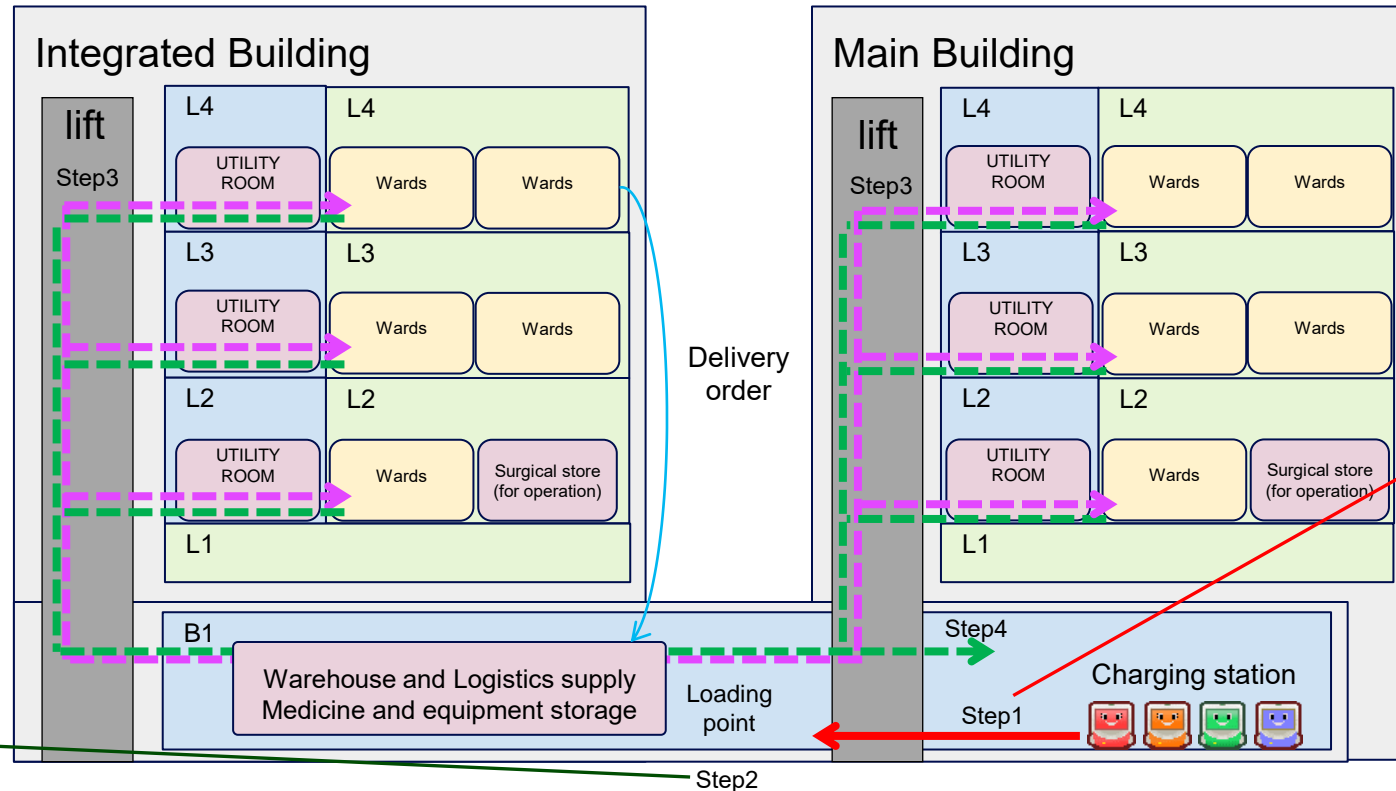 Integrated Building
lift
Step3
L4
L4
UTILITY
ROOM
Wards
Wards
L3
L3
UTILITY
ROOM
Wards
Wards
L2
L2
UTILITY
ROOM
Wards
Surgical store
(for operation)
L1
Delivery
order
Main Building
lift
Step3
L4
L4
UTILITY
ROOM
Wards
Wards
L3
L3
UTILITY
ROOM
Wards
Wards
L2
L2
UTILITY
ROOM
Wards
Surgical store
(for operation)
L1
B1
Warehouse and Logistics supply
Medicine and equipment storage
Loading
point
Step4
Charging station
Step1
Step2